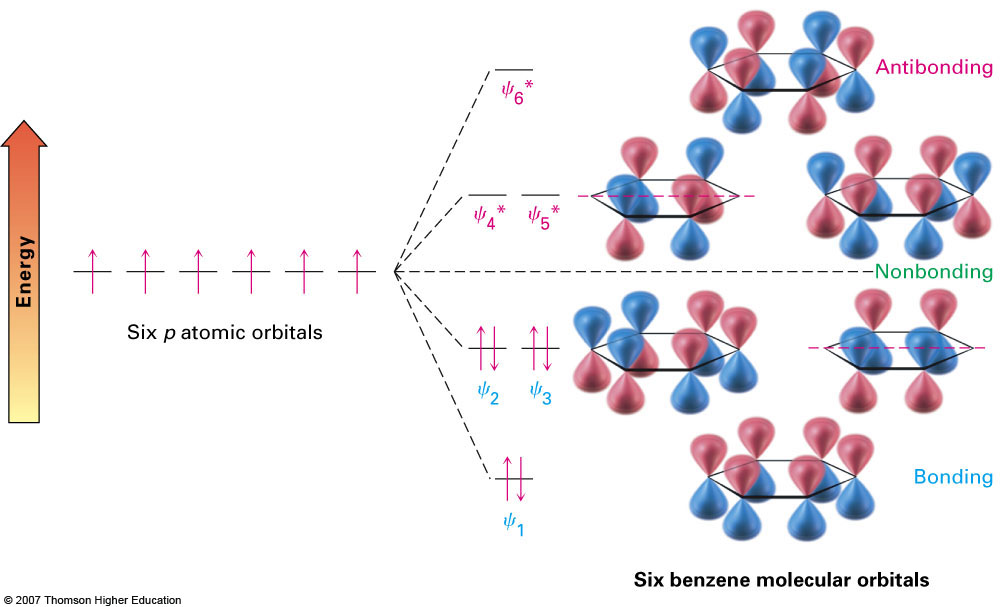 Antibonding
ψ6*
ψ4* ψ5*
Energy
Nonbonding
Six p atomic orbitals
ψ2 ψ3
Bonding
ψ1
Six benzene molecular orbitals
© 2007 Thomson Higher Education